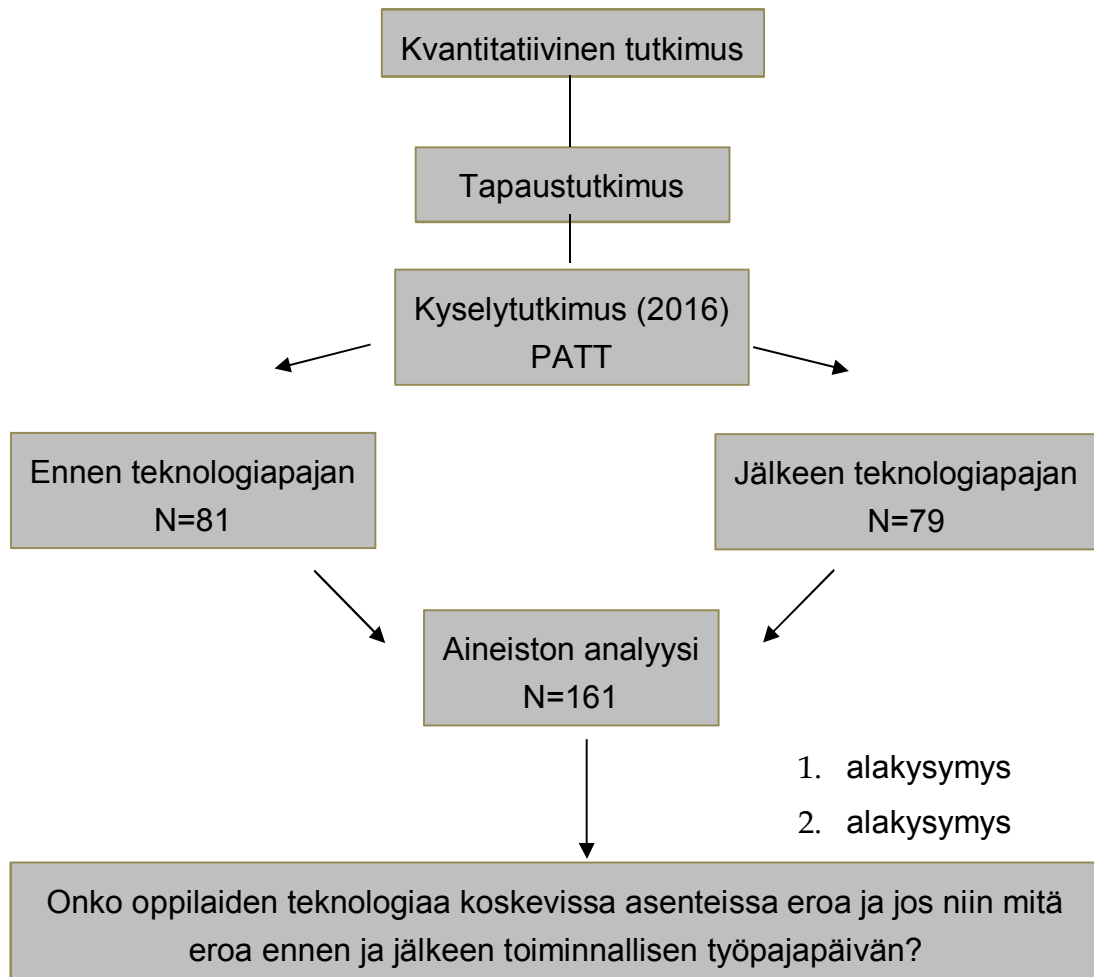 Kvantitatiivinen tutkimus
Tapaustutkimus
Kyselytutkimus (2016)
PATT
Ennen teknologiapajan
N=81
Jälkeen teknologiapajan
N=79
Aineiston analyysi
N=161
1. alakysymys
2. alakysymys
Onko oppilaiden teknologiaa koskevissa asenteissa eroa ja jos niin mitä
eroa ennen ja jälkeen toiminnallisen työpajapäivän?